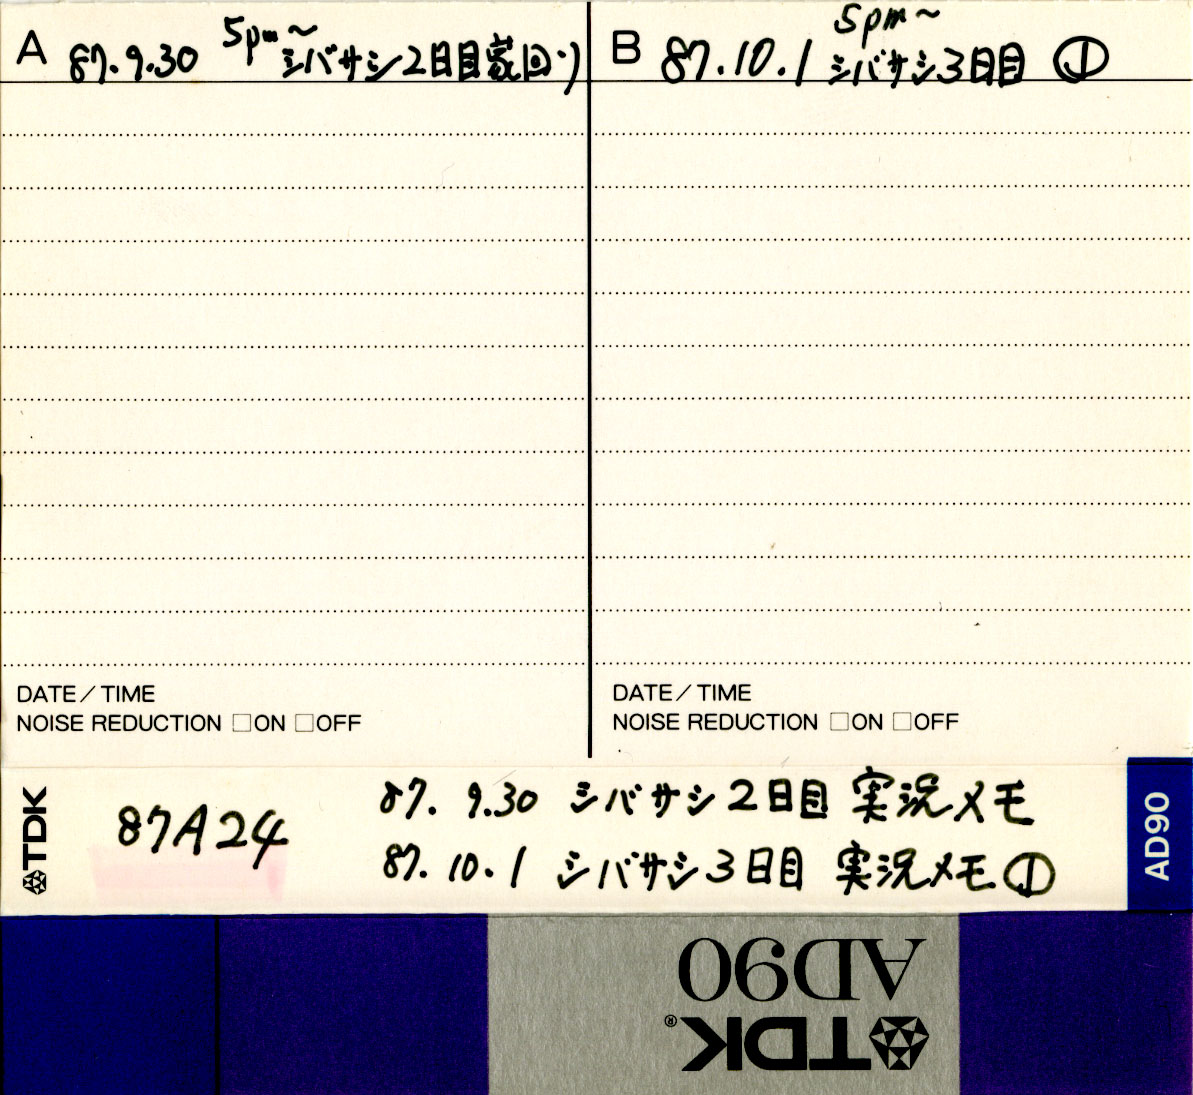 A 87.9.30 5pm〜 シバサシ2日目家回り
B 87.10.1 5pm〜 シバサシ3日目 ①
DATE／TIME
NOISE REDUCTION □ON □OFF
DATE／TIME
NOISE REDUCTION □ON □OFF
TDK
87A24
87. 9.30 シバサシ2日目 実況メモ
87. 10. 1 シバサシ3日目 実況メモ ①
AD90
AD90
TDK®